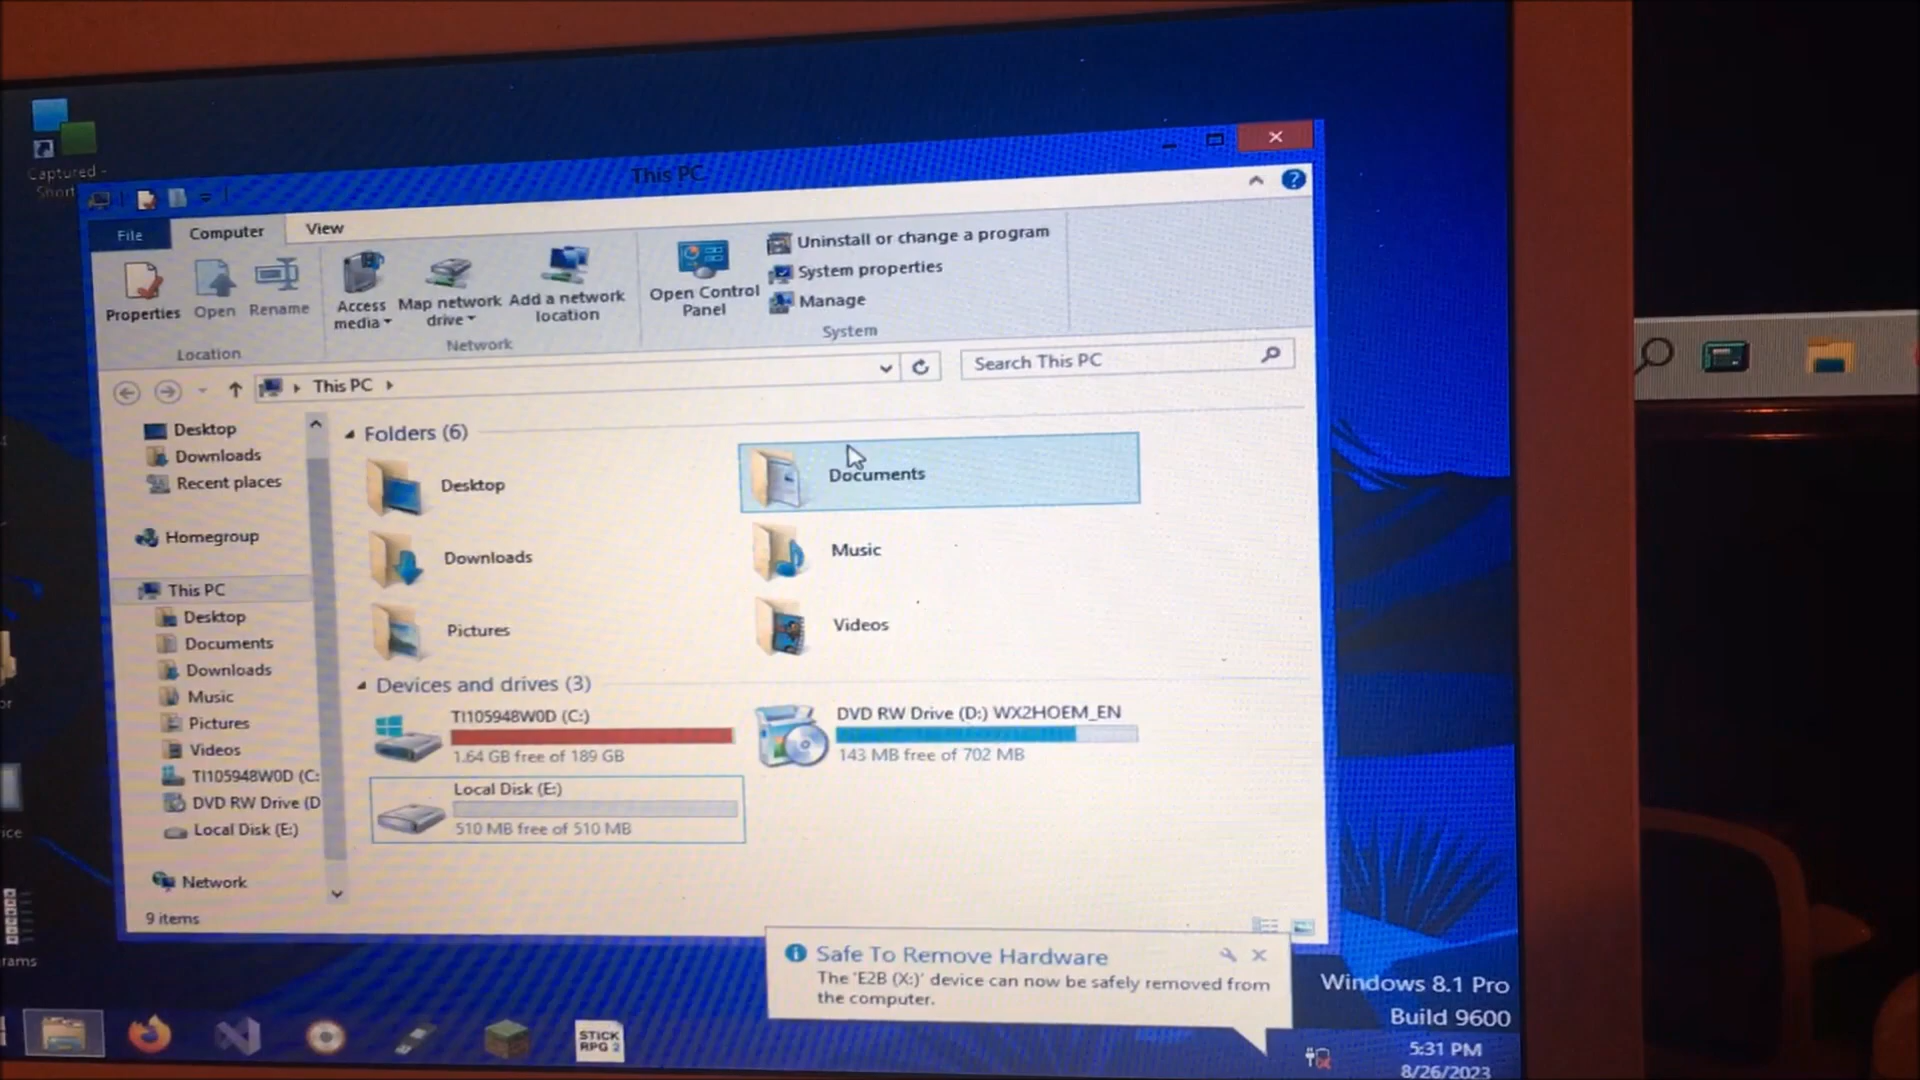 Captured -
Short
This PC
File
Computer
View
Properties
Open
Rename
Location
Access
media
Map network
drive
Add a network
location
Network
Open Control
Panel
Uninstall or change a program
System properties
Manage
System
This PC
Search This PC
Desktop
Downloads
Recent places
Homegroup
This PC
Desktop
Documents
Downloads
Music
Pictures
Videos
TI105948W0D (C:
DVD RW Drive (D
Local Disk (E:)
Network
9 items
Folders (6)
Desktop
Documents
Downloads
Music
Pictures
Videos
Devices and drives (3)
TI105948W0D (C:)
1.64 GB free of 189 GB
DVD RW Drive (D:) WX2HOEM_EN
143 MB free of 702 MB
Local Disk (E:)
510 MB free of 510 MB
Safe To Remove Hardware
The 'E2B (X:)' device can now be safely removed from
the computer.
Windows 8.1 Pro
Build 9600
5:31 PM
8/26/2023
STICK
RPG 2
rams